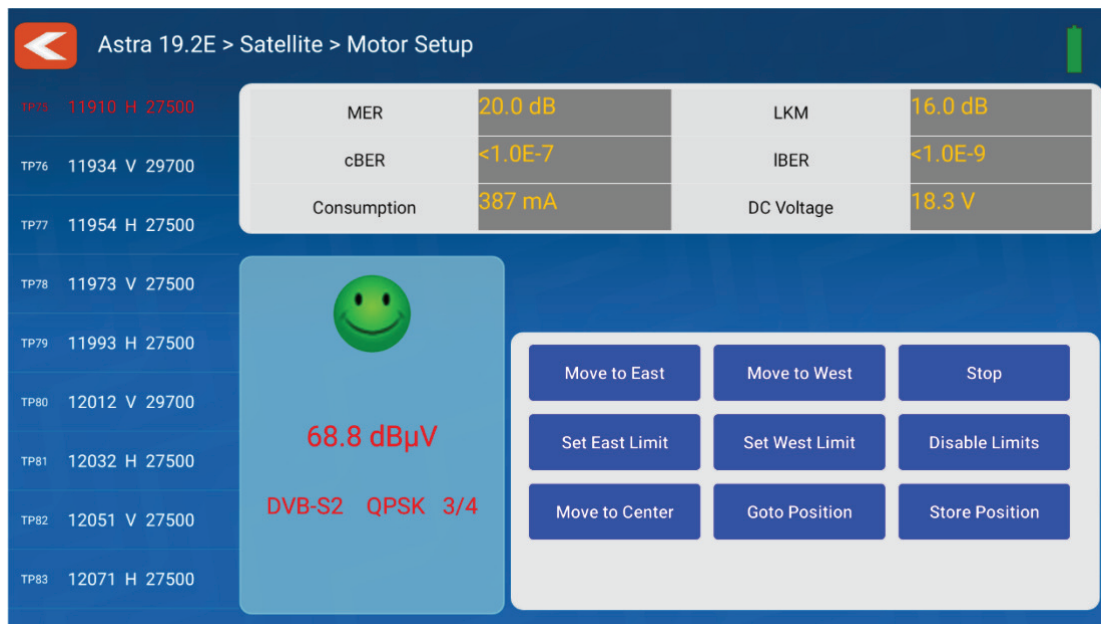 Astra 19.2E > Satellite > Motor Setup
TP75 11910 H 27500
TP76 11934 V 29700
TP77 11954 H 27500
TP78 11973 V 27500
TP79 11993 H 27500
TP80 12012 V 29700
TP81 12032 H 27500
TP82 12051 V 27500
TP83 12071 H 27500
MER 20.0 dB LKM 16.0 dB
cBER <1.0E-7 lBER <1.0E-9
Consumption 387 mA DC Voltage 18.3 V
68.8 dBµV
DVB-S2 QPSK 3/4
Move to East Move to West Stop
Set East Limit Set West Limit Disable Limits
Move to Center Goto Position Store Position